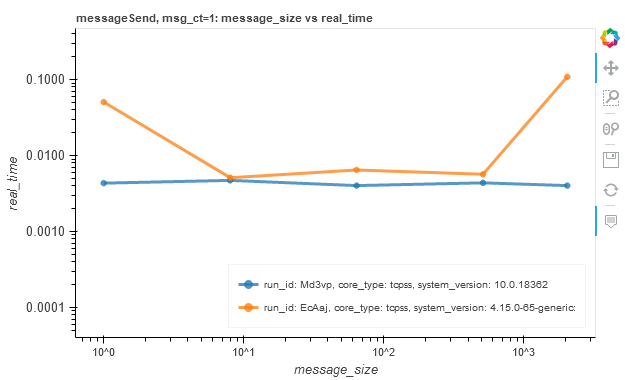 messageSend, msg_ct=1: message_size vs real_time
real_time
0.1000
0.0100
0.0010
0.0001
run_id: Md3vp, core_type: tcpss, system_version: 10.0.18362
run_id: EcAaj, core_type: tcpss, system_version: 4.15.0-65-generic:
10^0 10^1 10^2 10^3
message_size